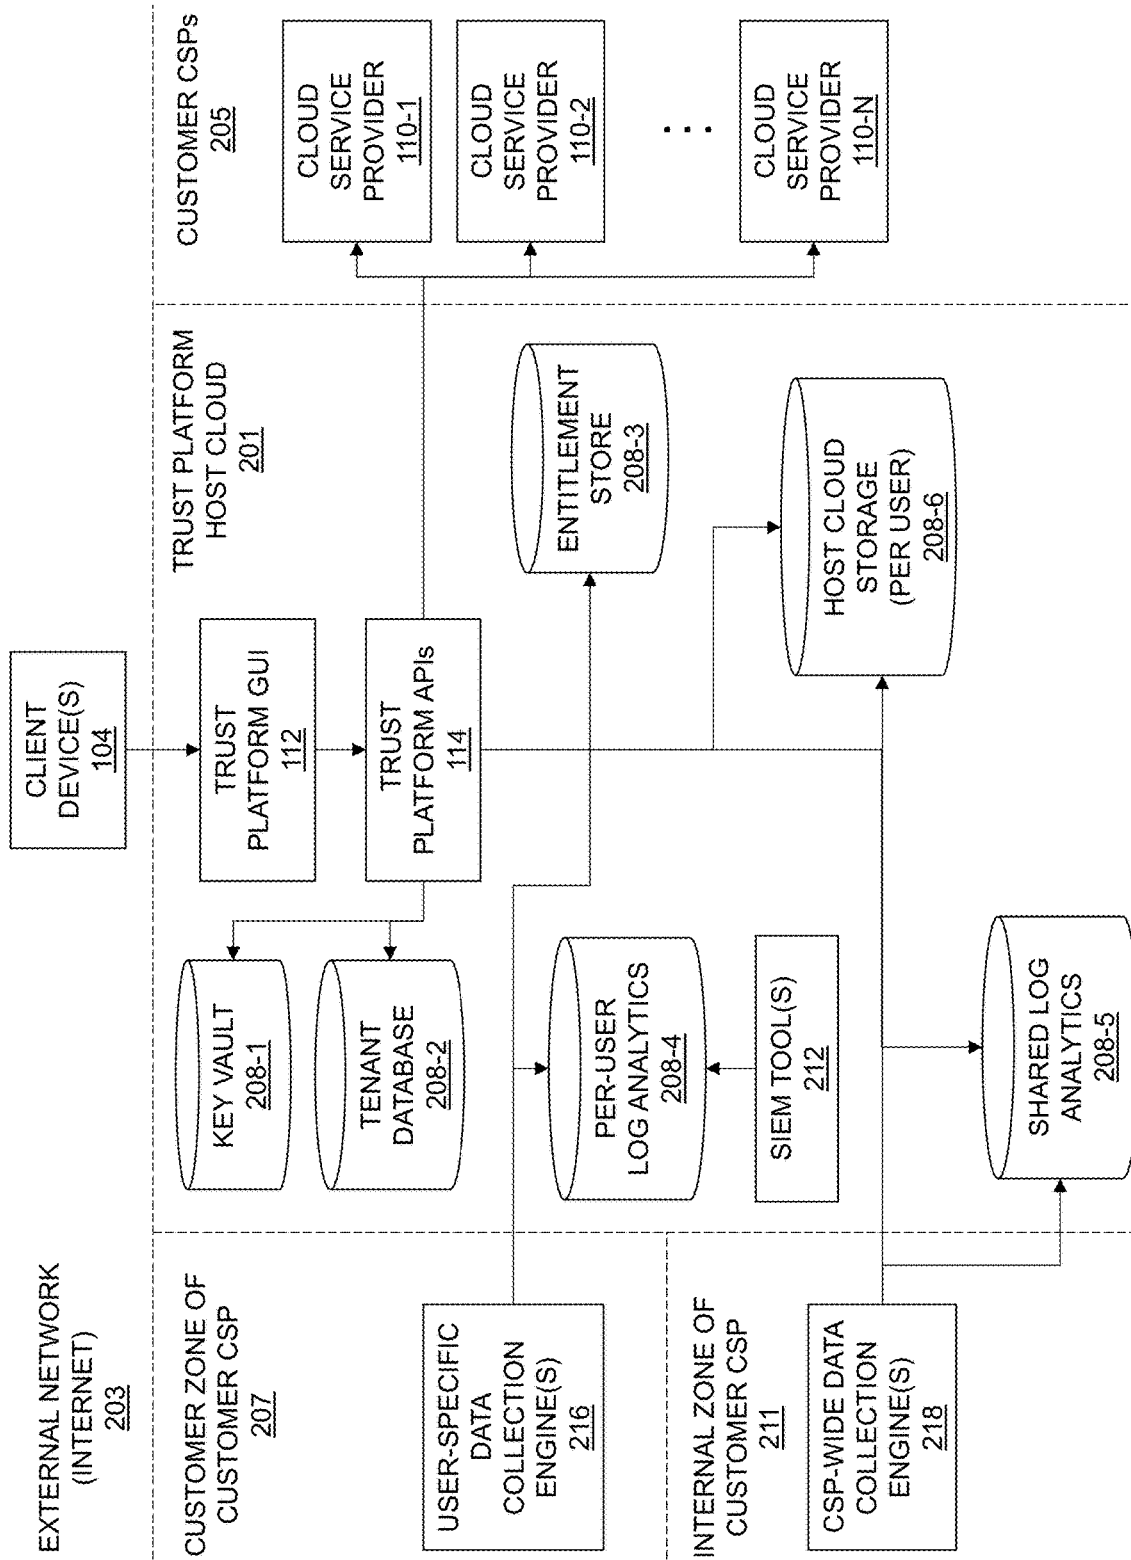 EXTERNAL NETWORK
(INTERNET)
203
CLIENT
DEVICE(S)
104
CUSTOMER ZONE OF
CUSTOMER CSP
207
USER-SPECIFIC
DATA
COLLECTION
ENGINE(S)
216
INTERNAL ZONE OF
CUSTOMER CSP
211
CSP-WIDE DATA
COLLECTION
ENGINE(S)
218
TRUST PLATFORM
HOST CLOUD
201
KEY VAULT
208-1
TENANT
DATABASE
208-2
TRUST
PLATFORM GUI
112
TRUST
PLATFORM APIs
114
PER-USER
LOG ANALYTICS
208-4
SIEM TOOL(S)
212
ENTITLEMENT
STORE
208-3
HOST CLOUD
STORAGE
(PER USER)
208-6
SHARED LOG
ANALYTICS
208-5
CUSTOMER CSPs
205
CLOUD
SERVICE
PROVIDER
110-1
CLOUD
SERVICE
PROVIDER
110-2
...
CLOUD
SERVICE
PROVIDER
110-N